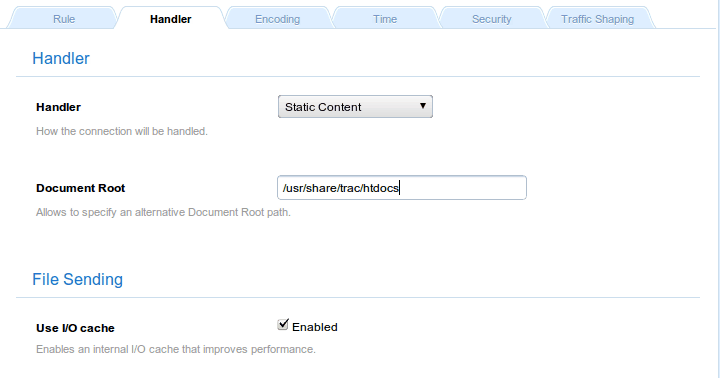 Rule Handler Encoding Time Security Traffic Shaping
Handler
Handler Static Content
How the connection will be handled.
Document Root /usr/share/trac/htdocs
Allows to specify an alternative Document Root path.
File Sending
Use I/O cache Enabled
Enables an internal I/O cache that improves performance.